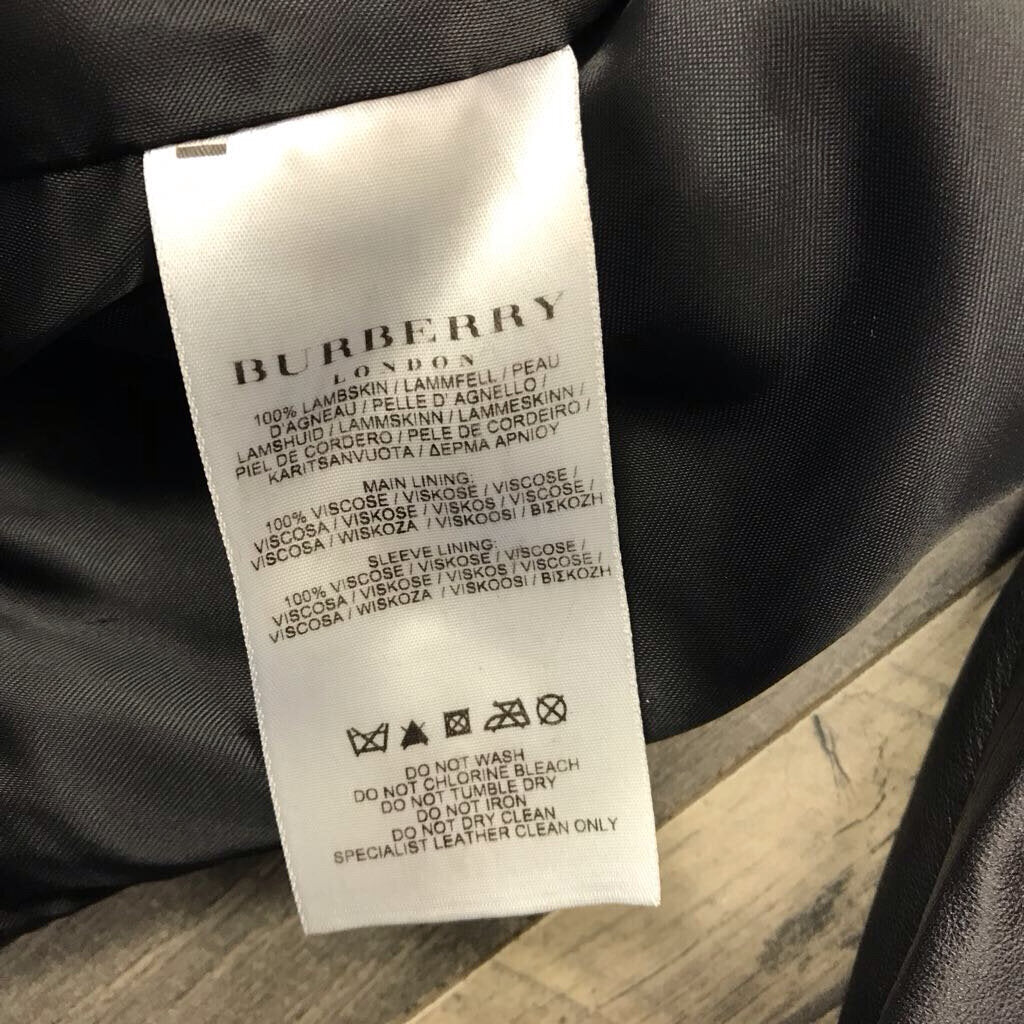 BURBERRY
LONDON
100% LAMBSKIN / LAMMFELL / PEAU
D'AGNEAU / PELLE D' AGNELLO /
LAMSHUID / LAMMSKINN / LAMMESKINN /
PIEL DE CORDERO / PELE DE CORDEIRO /
KARITSANVUOTA / ΔΕΡΜΑ ΑΡΝΙΟΥ
MAIN LINING:
100% VISCOSE / VISKOSE / VISCOSE /
VISCOSA / VISKOSE / VISKOS / VISCOSE /
VISCOSA / WISKOZA / VISKOOSI / ΒΙΣΚΟΖΗ
SLEEVE LINING:
100% VISCOSE / VISKOSE / VISCOSE /
VISCOSA / VISKOSE / VISKOS / VISCOSE /
VISCOSA / WISKOZA / VISKOOSI / ΒΙΣΚΟΖΗ
DO NOT WASH
DO NOT CHLORINE BLEACH
DO NOT TUMBLE DRY
DO NOT IRON
DO NOT DRY CLEAN
SPECIALIST LEATHER CLEAN ONLY